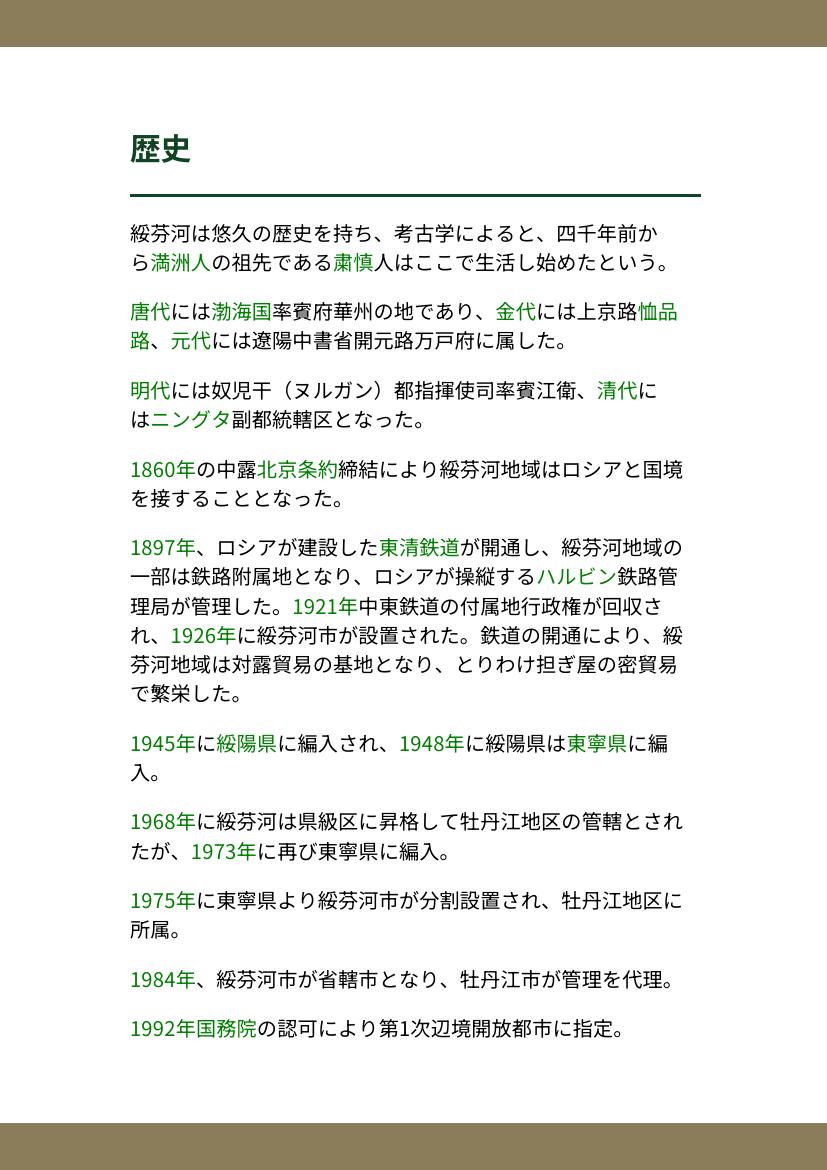 歴史
綏芬河は悠久の歴史を持ち、考古学によると、四千年前か
ら満洲人の祖先である粛慎人はここで生活し始めたという。
唐代には渤海国率賓府華州の地であり、金代には上京路恤品
路、元代には遼陽中書省開元路万戸府に属した。
明代には奴児干（ヌルガン）都指揮使司率賓江衛、清代に
はニングタ副都統轄区となった。
1860年の中露北京条約締結により綏芬河地域はロシアと国境
を接することとなった。
1897年、ロシアが建設した東清鉄道が開通し、綏芬河地域の
一部は鉄路附属地となり、ロシアが操縦するハルビン鉄路管
理局が管理した。1921年中東鉄道の付属地行政権が回収さ
れ、1926年に綏芬河市が設置された。鉄道の開通により、綏
芬河地域は対露貿易の基地となり、とりわけ担ぎ屋の密貿易
で繁栄した。
1945年に綏陽県に編入され、1948年に綏陽県は東寧県に編
入。
1968年に綏芬河は県級区に昇格して牡丹江地区の管轄とされ
たが、1973年に再び東寧県に編入。
1975年に東寧県より綏芬河市が分割設置され、牡丹江地区に
所属。
1984年、綏芬河市が省轄市となり、牡丹江市が管理を代理。
1992年国務院の認可により第1次辺境開放都市に指定。